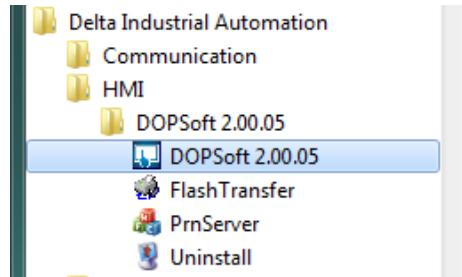 Delta Industrial Automation
Communication
HMI
DOPSoft 2.00.05
DOPSoft 2.00.05
FlashTransfer
PrnServer
Uninstall